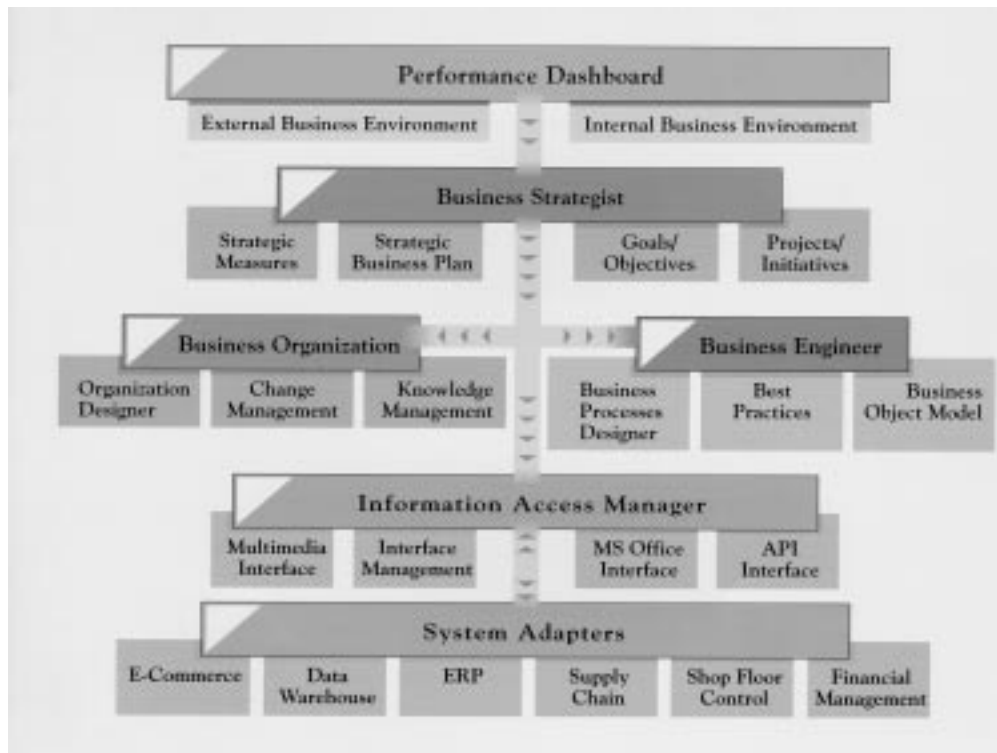 Performance Dashboard
External Business Environment
Internal Business Environment
Business Strategist
Strategic
Measures
Strategic
Business Plan
Goals/
Objectives
Projects/
Initiatives
Business Organization
Business Engineer
Organization
Designer
Change
Management
Knowledge
Management
Business
Processes
Designer
Best
Practices
Business
Object Model
Information Access Manager
Multimedia
Interface
Interface
Management
MS Office
Interface
API
Interface
System Adapters
E-Commerce
Data
Warehouse
ERP
Supply
Chain
Shop Floor
Control
Financial
Management